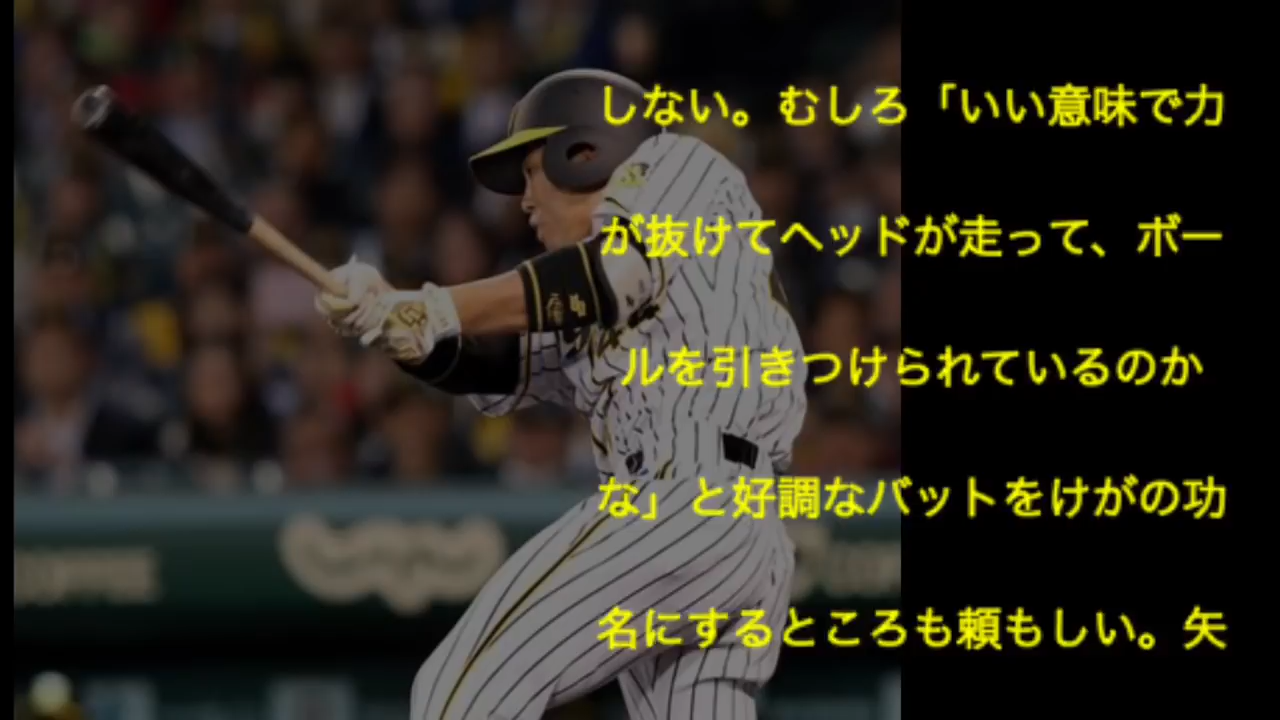 しない。むしろ「いい意味で力
が抜けてヘッドが走って、ボー
ルを引きつけられているのか
な」と好調なバットをけがの功
名にするところも頼もしい。矢